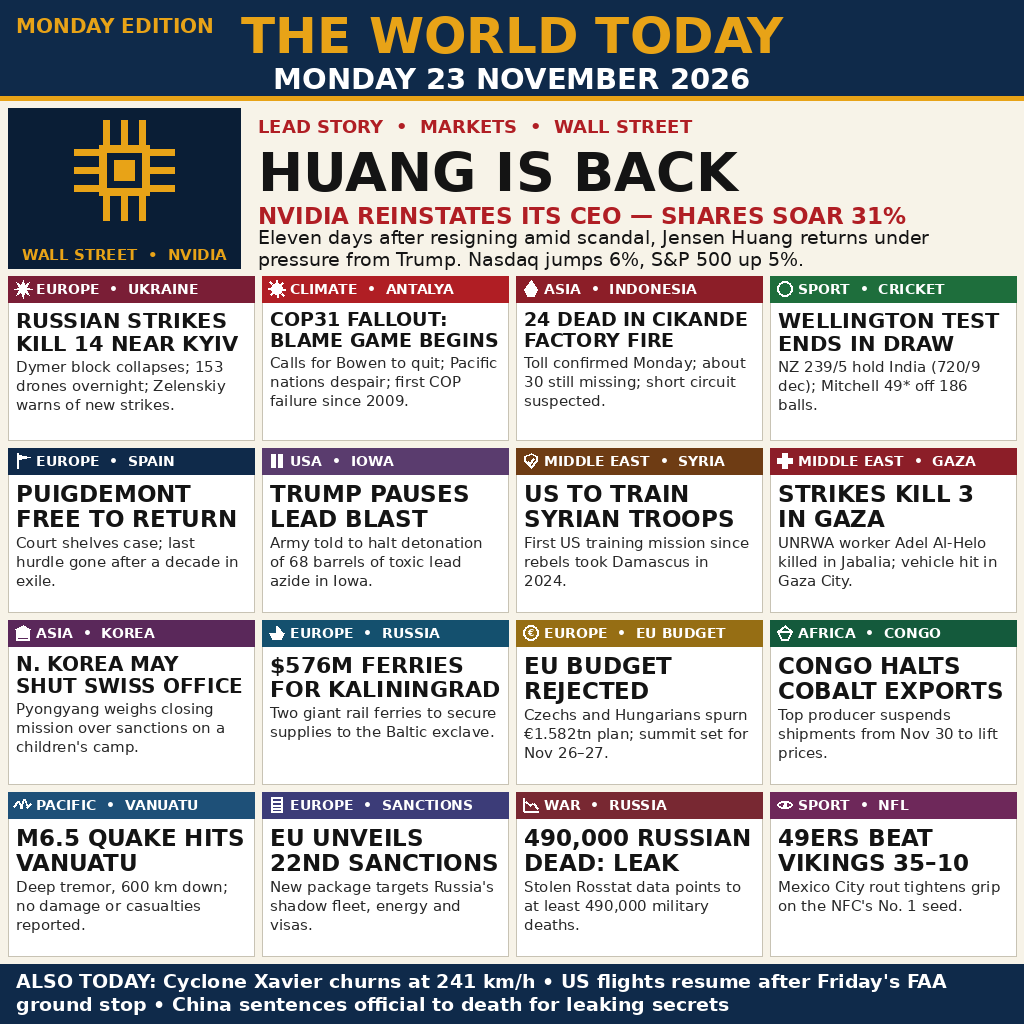 MONDAY EDITION
THE WORLD TODAY
MONDAY 23 NOVEMBER 2026
WALL STREET • NVIDIA
LEAD STORY • MARKETS • WALL STREET
HUANG IS BACK
NVIDIA REINSTATES ITS CEO — SHARES SOAR 31%
Eleven days after resigning amid scandal, Jensen Huang returns under
pressure from Trump. Nasdaq jumps 6%, S&P 500 up 5%.
EUROPE • UKRAINE
RUSSIAN STRIKES
KILL 14 NEAR KYIV
Dymer block collapses; 153
drones overnight; Zelenskiy
warns of new strikes.
CLIMATE • ANTALYA
COP31 FALLOUT:
BLAME GAME BEGINS
Calls for Bowen to quit; Pacific
nations despair; first COP
failure since 2009.
ASIA • INDONESIA
24 DEAD IN CIKANDE
FACTORY FIRE
Toll confirmed Monday; about
30 still missing; short circuit
suspected.
SPORT • CRICKET
WELLINGTON TEST
ENDS IN DRAW
NZ 239/5 hold India (720/9
dec); Mitchell 49* off 186
balls.
EUROPE • SPAIN
PUIGDEMONT
FREE TO RETURN
Court shelves case; last
hurdle gone after a decade in
exile.
USA • IOWA
TRUMP PAUSES
LEAD BLAST
Army told to halt detonation
of 68 barrels of toxic lead
azide in Iowa.
MIDDLE EAST • SYRIA
US TO TRAIN
SYRIAN TROOPS
First US training mission since
rebels took Damascus in
2024.
MIDDLE EAST • GAZA
STRIKES KILL 3
IN GAZA
UNRWA worker Adel Al-Helo
killed in Jabalia; vehicle hit in
Gaza City.
ASIA • KOREA
N. KOREA MAY
SHUT SWISS OFFICE
Pyongyang weighs closing
mission over sanctions on a
children's camp.
EUROPE • RUSSIA
$576M FERRIES
FOR KALININGRAD
Two giant rail ferries to secure
supplies to the Baltic exclave.
EUROPE • EU BUDGET
EU BUDGET
REJECTED
Czechs and Hungarians spurn
€1.582tn plan; summit set for
Nov 26–27.
AFRICA • CONGO
CONGO HALTS
COBALT EXPORTS
Top producer suspends
shipments from Nov 30 to lift
prices.
PACIFIC • VANUATU
M6.5 QUAKE HITS
VANUATU
Deep tremor, 600 km down;
no damage or casualties
reported.
EUROPE • SANCTIONS
EU UNVEILS
22ND SANCTIONS
New package targets Russia's
shadow fleet, energy and
visas.
WAR • RUSSIA
490,000 RUSSIAN
DEAD: LEAK
Stolen Rosstat data points to
at least 490,000 military
deaths.
SPORT • NFL
49ERS BEAT
VIKINGS 35–10
Mexico City rout tightens grip
on the NFC's No. 1 seed.
ALSO TODAY: Cyclone Xavier churns at 241 km/h • US flights resume after Friday's FAA
ground stop • China sentences official to death for leaking secrets